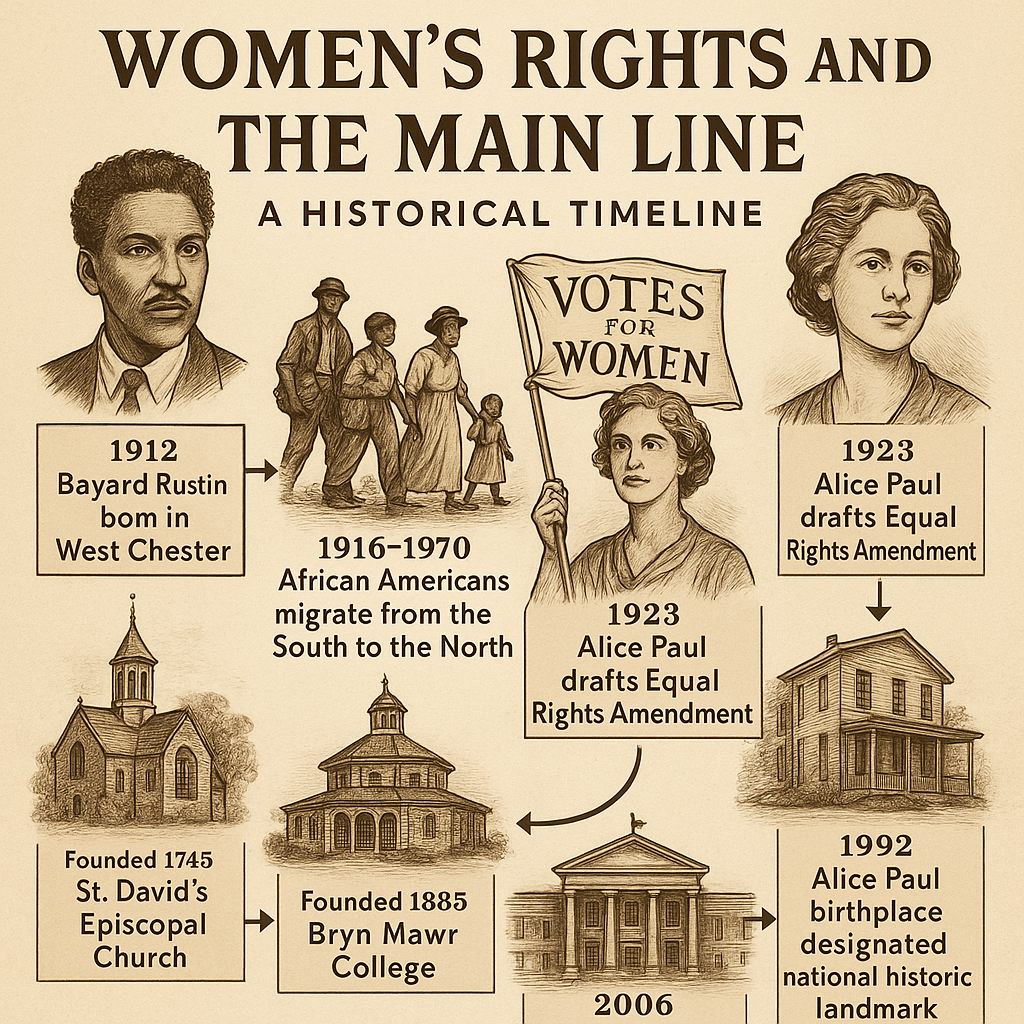 WOMEN'S RIGHTS AND
THE MAIN LINE
A HISTORICAL TIMELINE
VOTES
FOR
WOMEN
1912
Bayard Rustin
bom in
West Chester
1916–1970
African Americans
migrate from the
South to the North
1923
Alice Paul
drafts Equal
Rights Amendment
1923
Alice Paul
drafts Equal
Rights Amendment
Founded 1745
St. David's
Episcopal
Church
Founded 1885
Bryn Mawr
College
2006
1992
Alice Paul
birthplace
designated
national historic
landmark